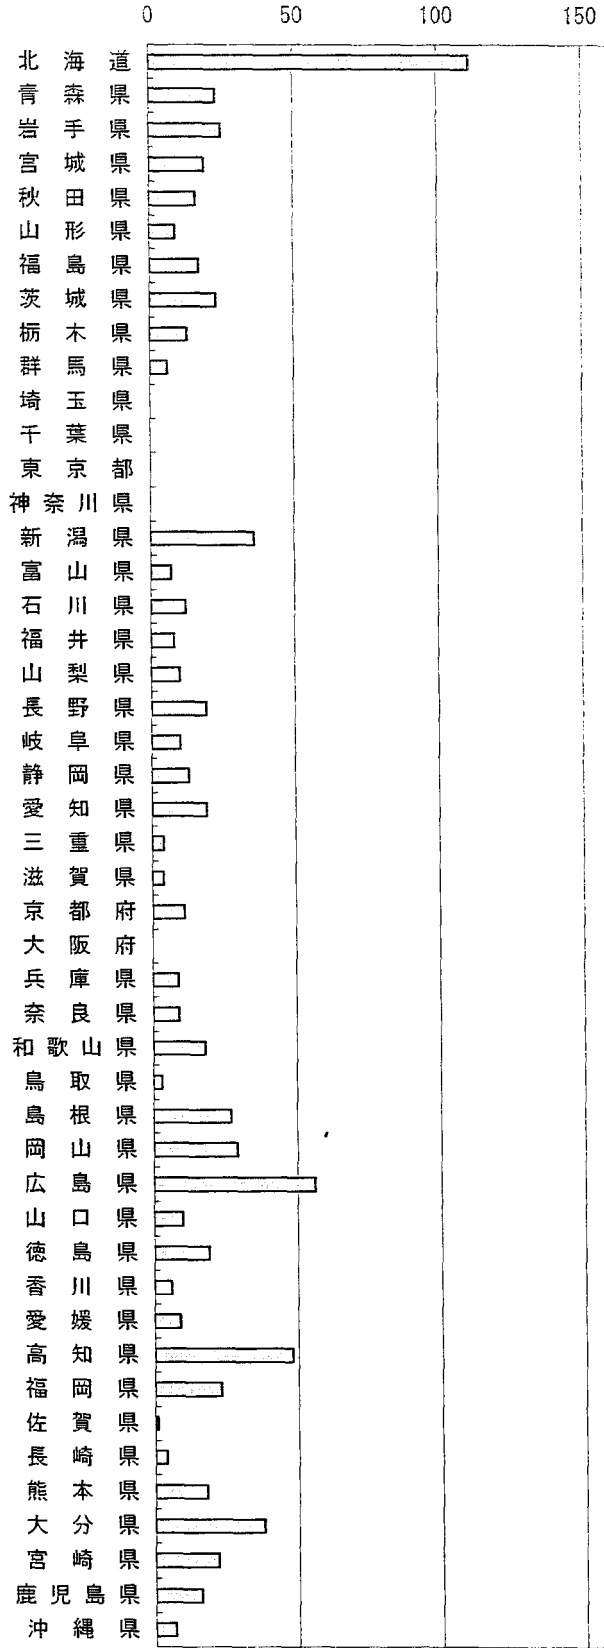 0 50 100 150
北海道
青森県
岩手県
宮城県
秋田県
山形県
福島県
茨城県
栃木県
群馬県
埼玉県
千葉県
東京都
神奈川県
新潟県
富山県
石川県
福井県
山梨県
長野県
岐阜県
静岡県
愛知県
三重県
滋賀県
京都府
大阪府
兵庫県
奈良県
和歌山県
鳥取県
島根県
岡山県
広島県
山口県
徳島県
香川県
愛媛県
高知県
福岡県
佐賀県
長崎県
熊本県
大分県
宮崎県
鹿児島県
沖縄県